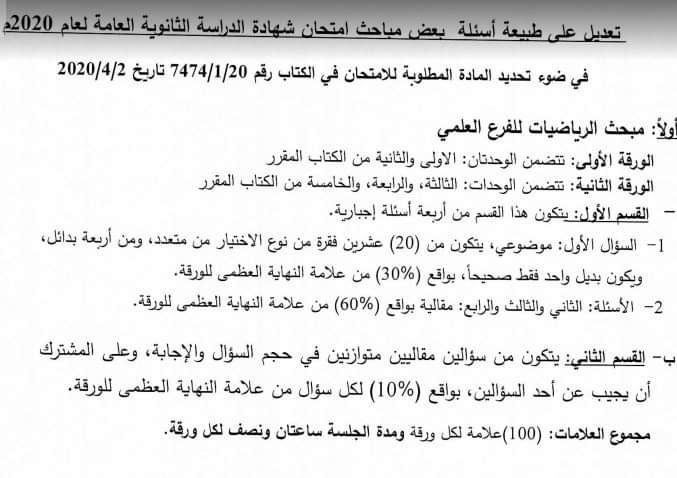 تعديل على طبيعة أسئلة بعض مباحث امتحان شهادة الدراسة الثانوية العامة لعام 2020م
في ضوء تحديد المادة المطلوبة للامتحان في الكتاب رقم 7474/1/20 تاريخ 2020/4/2
أولاً: مبحث الرياضيات للفرع العلمي
الورقة الأولى: تتضمن الوحدتان: الاولى والثانية من الكتاب المقرر
الورقة الثانية: تتضمن الوحدات: الثالثة، والرابعة، والخامسة من الكتاب المقرر
– القسم الأول: يتكون هذا القسم من أربعة أسئلة إجبارية.
1- السؤال الأول: موضوعي، يتكون من (20) عشرين فقرة من نوع الاختيار من متعدد، ومن أربعة بدائل،
ويكون بديل واحد فقط صحيحاً، بواقع (30%) من علامة النهاية العظمى للورقة.
2- الأسئلة: الثاني والثالث والرابع: مقالية بواقع (60%) من علامة النهاية العظمى للورقة.
ب- القسم الثاني: يتكون من سؤالين مقاليين متوازنين في حجم السؤال والإجابة، وعلى المشترك
أن يجيب عن أحد السؤالين، بواقع (10%) لكل سؤال من علامة النهاية العظمى للورقة.
مجموع العلامات: (100)علامة لكل ورقة ومدة الجلسة ساعتان ونصف لكل ورقة.